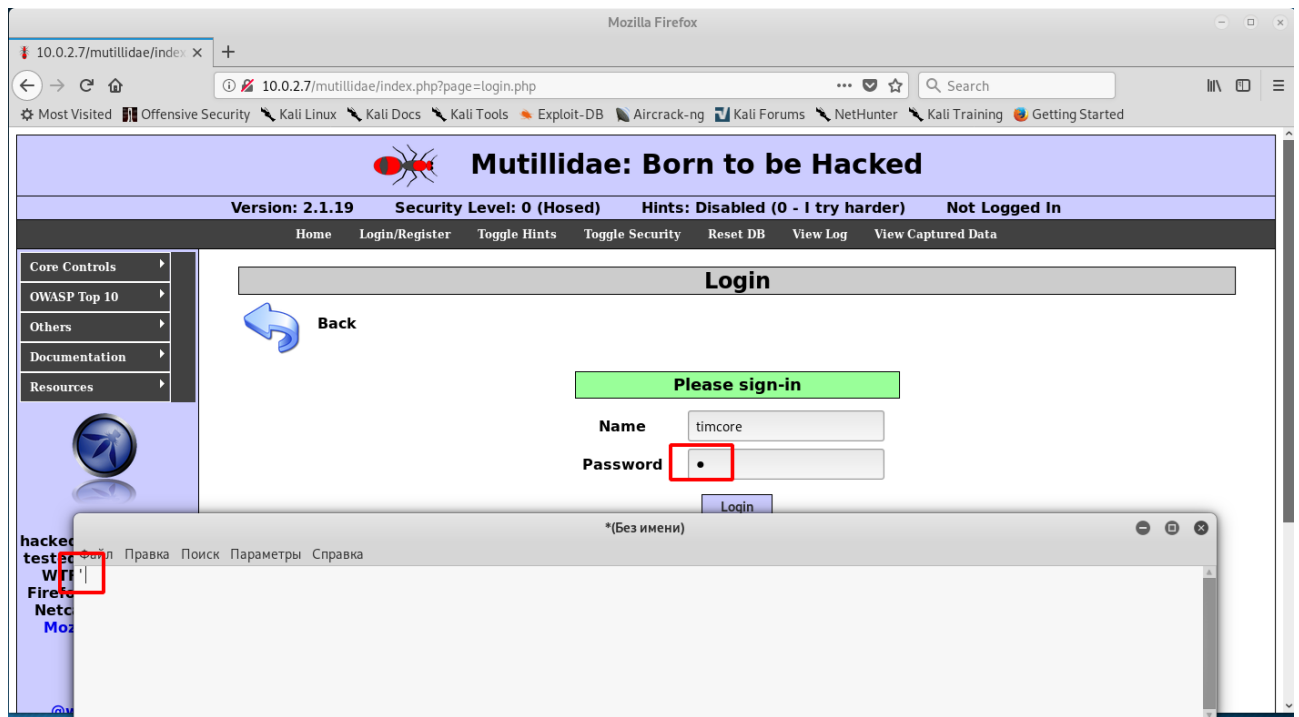 Mozilla Firefox
10.0.2.7/mutillidae/index
10.0.2.7/mutillidae/index.php?page=login.php
Search
Most Visited Offensive Security Kali Linux Kali Docs Kali Tools Exploit-DB Aircrack-ng Kali Forums NetHunter Kali Training Getting Started
Mutillidae: Born to be Hacked
Version: 2.1.19 Security Level: 0 (Hosed) Hints: Disabled (0 - I try harder) Not Logged In
Home Login/Register Toggle Hints Toggle Security Reset DB View Log View Captured Data
Core Controls
OWASP Top 10
Others
Documentation
Resources
Login
Back
Please sign-in
Name timcore
Password •
Login
*(Без имени)
Файл Правка Поиск Параметры Справка
'